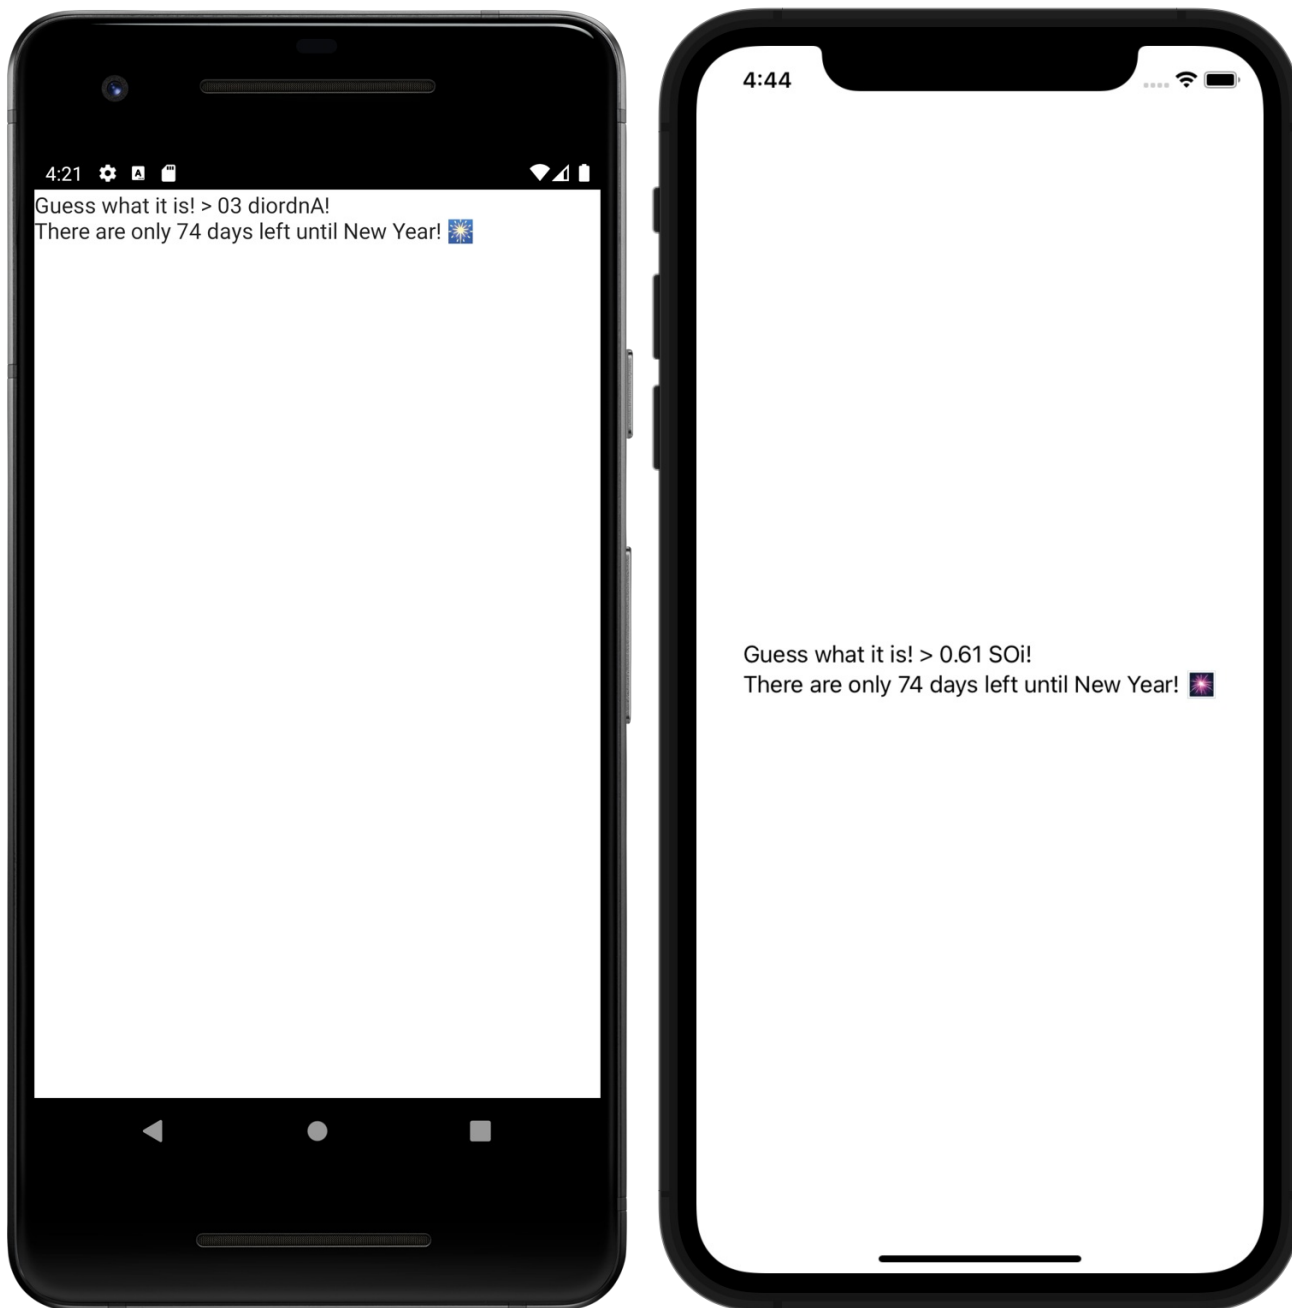 4:21
Guess what it is! > 03 diordnA!
There are only 74 days left until New Year! 🎆
4:44
Guess what it is! > 0.61 SOi!
There are only 74 days left until New Year! 🎆